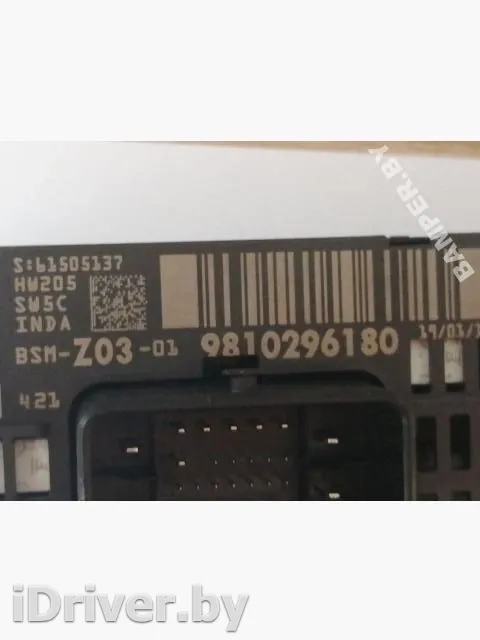 BAMPER.BY
S:61505137
HW205
SW5C
INDA
BSM-Z03-01 9810296180
421
iDriver.by